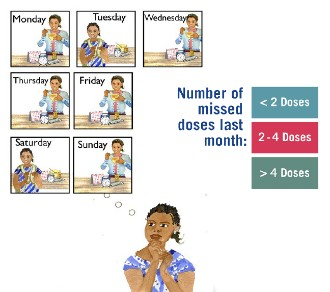 Monday
Tuesday
Wednesday
Thursday
Friday
Saturday
Sunday
Number of
missed
doses last
month:
< 2 Doses
2-4 Doses
> 4 Doses